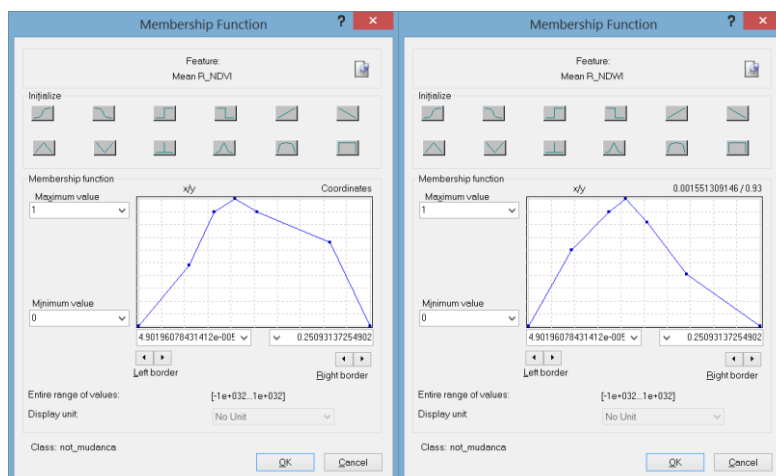 Membership Function ? ×
Feature:
Mean R_NDVI
Initialize
Membership function
Maximum value
x/y
Coordinates
1
Minimum value
0
4.90196078431412e-005
0.25093137254902
Left border
Right border
Entire range of values:
[-1e+032...1e+032]
Display unit:
No Unit
Class: not_mudanca
OK
Cancel
Membership Function ? ×
Feature:
Mean R_NDWI
Initialize
Membership function
Maximum value
x/y
0.001551309146 / 0.93
1
Minimum value
0
4.90196078431412e-005
0.25093137254902
Left border
Right border
Entire range of values:
[-1e+032...1e+032]
Display unit:
No Unit
Class: not_mudanca
OK
Cancel